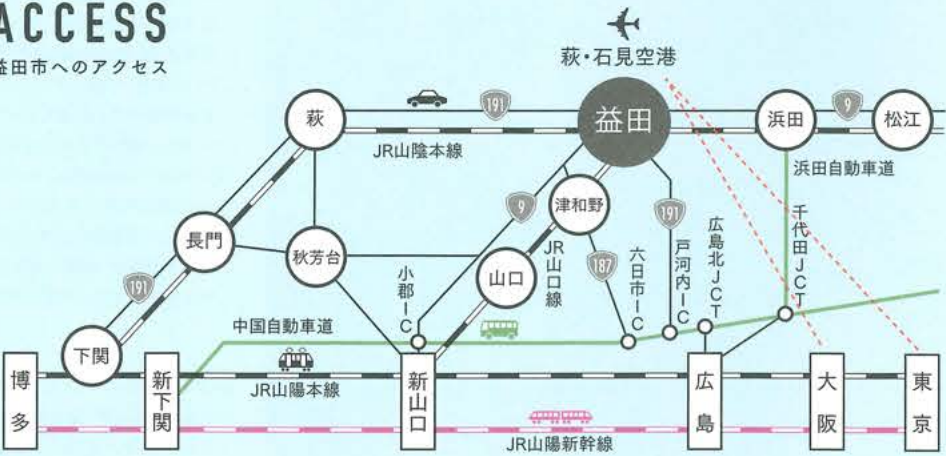 ACCESS
益田市へのアクセス
萩・石見空港
萩
191
益田
浜田
9
松江
JR山陰本線
浜田自動車道
津和野
9
191
長門
秋芳台
山口
JR山口線
187
六日市IC
戸河内IC
広島北JCT
千代田JCT
191
小郡IC
中国自動車道
下関
博多
新下関
JR山陽本線
新山口
広島
大阪
東京
JR山陽新幹線